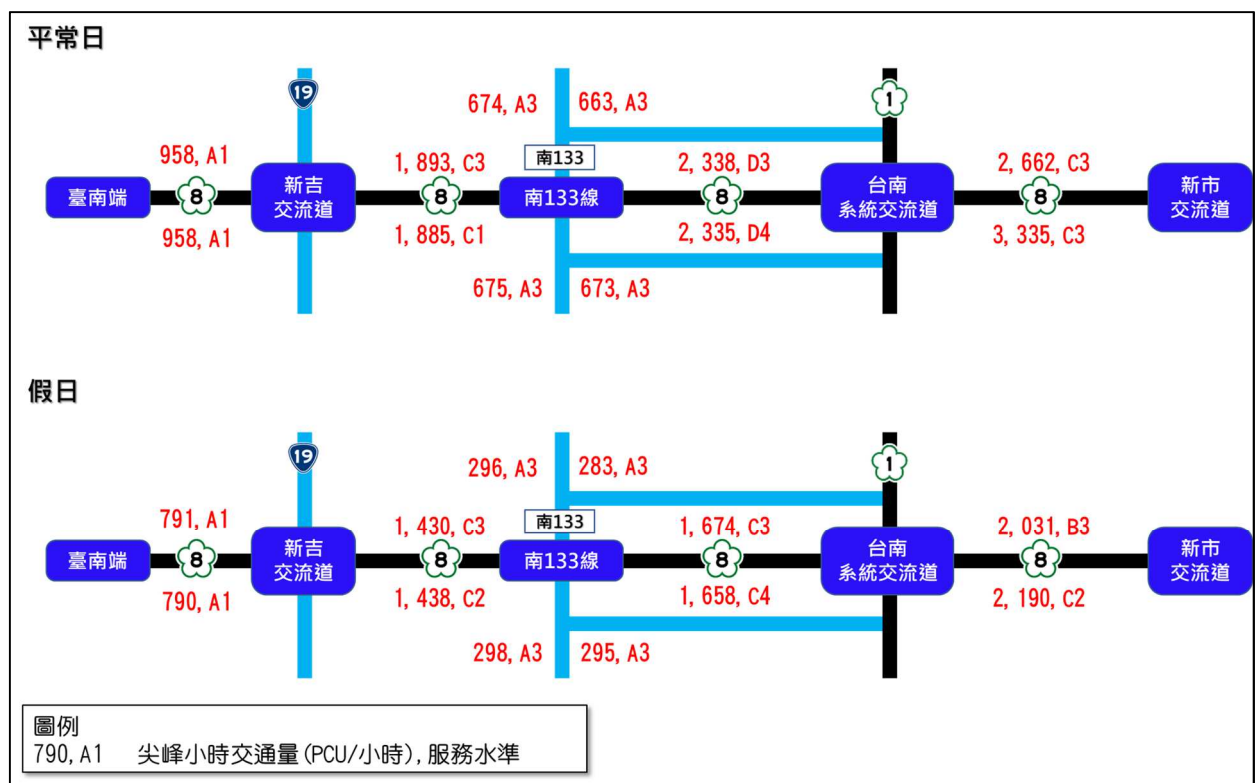 平常日
19
674, A3
663, A3
1
958, A1
1, 893, C3
南133
2, 338, D3
2, 662, C3
臺南端
8
新吉
交流道
8
南133線
8
台南
系統交流道
8
新市
交流道
958, A1
1, 885, C1
2, 335, D4
3, 335, C3
675, A3
673, A3
假日
19
296, A3
283, A3
1
791, A1
1, 430, C3
南133
1, 674, C3
2, 031, B3
臺南端
8
新吉
交流道
8
南133線
8
台南
系統交流道
8
新市
交流道
790, A1
1, 438, C2
1, 658, C4
2, 190, C2
298, A3
295, A3
圖例
790, A1 尖峰小時交通量(PCU/小時), 服務水準